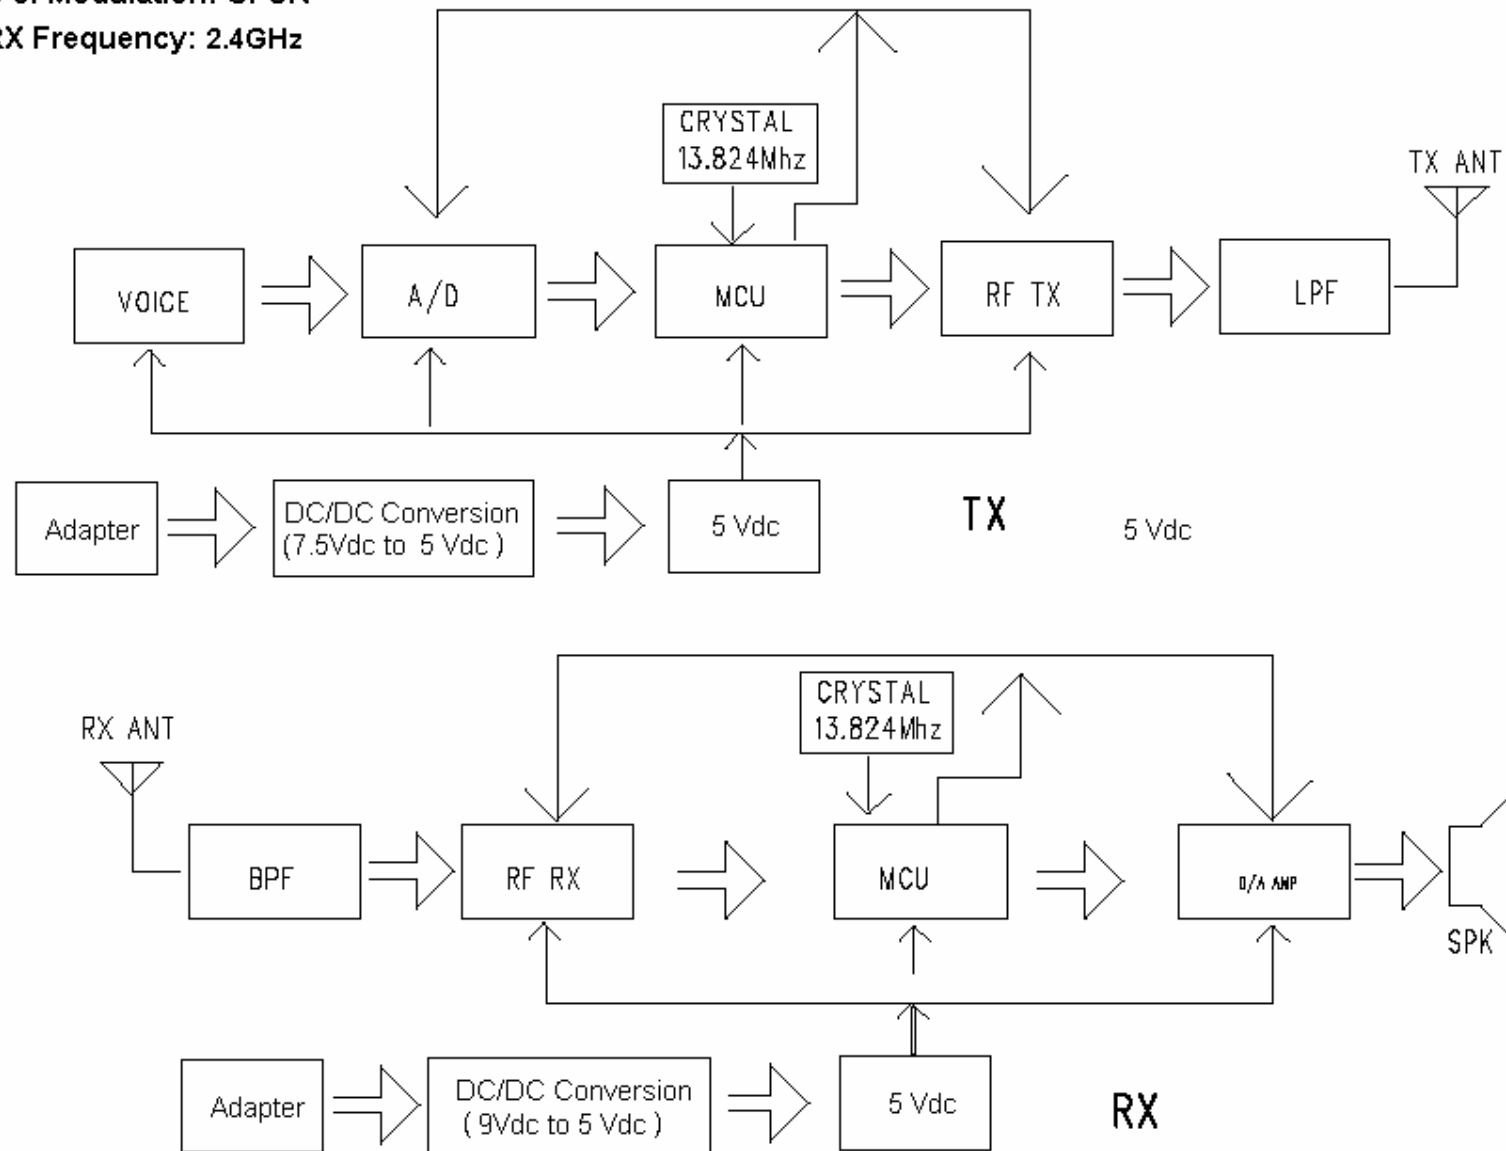 of Modulation:
RX Frequency: 2.4GHz
CRYSTAL
13.824Mhz
TX ANT
VOICE
A/D
MCU
RF TX
LPF
Adapter
DC/DC Conversion
(7.5Vdc to 5 Vdc )
5 Vdc
TX
5 Vdc
CRYSTAL
13.824Mhz
RX ANT
BPF
RF RX
MCU
D/A AMP
SPK
Adapter
DC/DC Conversion
( 9Vdc to 5 Vdc )
5 Vdc
RX